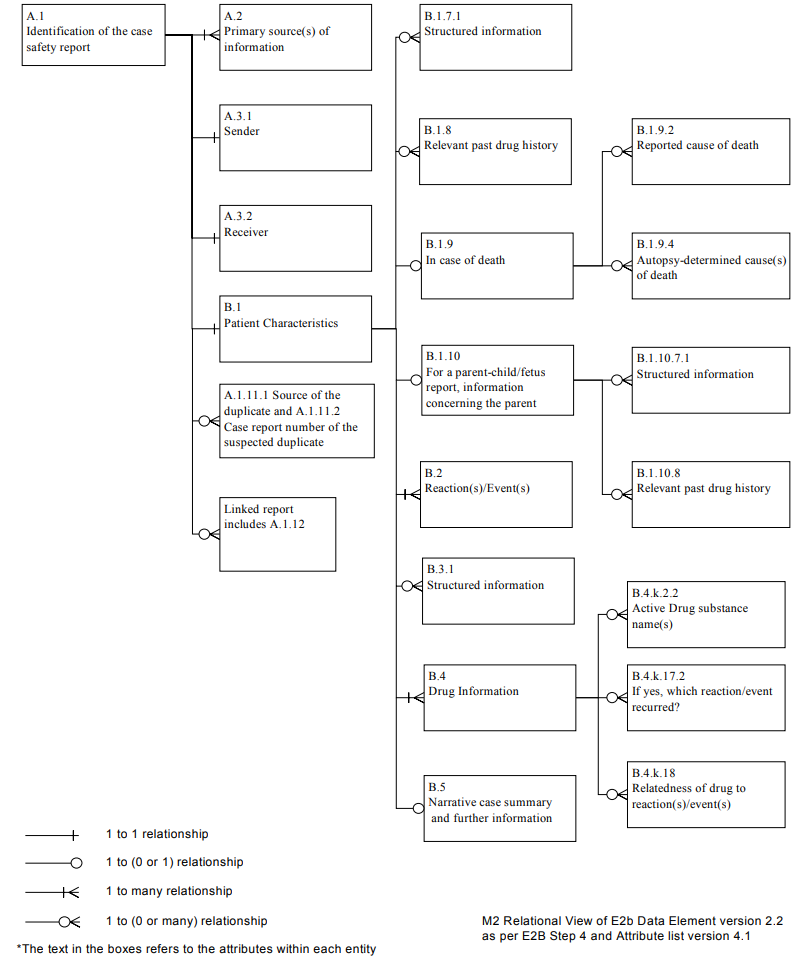 A.1
Identification of the case
safety report
A.2
Primary source(s) of
information
A.3.1
Sender
A.3.2
Receiver
B.1
Patient Characteristics
A.1.11.1 Source of the
duplicate and A.1.11.2
Case report number of the
suspected duplicate
Linked report
includes A.1.12
B.1.7.1
Structured information
B.1.8
Relevant past drug history
B.1.9
In case of death
B.1.10
For a parent-child/fetus
report, information
concerning the parent
B.2
Reaction(s)/Event(s)
B.3.1
Structured information
B.4
Drug Information
B.5
Narrative case summary
and further information
B.1.9.2
Reported cause of death
B.1.9.4
Autopsy-determined cause(s)
of death
B.1.10.7.1
Structured information
B.1.10.8
Relevant past drug history
B.4.k.2.2
Active Drug substance
name(s)
B.4.k.17.2
If yes, which reaction/event
recurred?
B.4.k.18
Relatedness of drug to
reaction(s)/event(s)
1 to 1 relationship
1 to (0 or 1) relationship
1 to many relationship
1 to (0 or many) relationship
*The text in the boxes refers to the attributes within each entity
M2 Relational View of E2b Data Element version 2.2
as per E2B Step 4 and Attribute list version 4.1